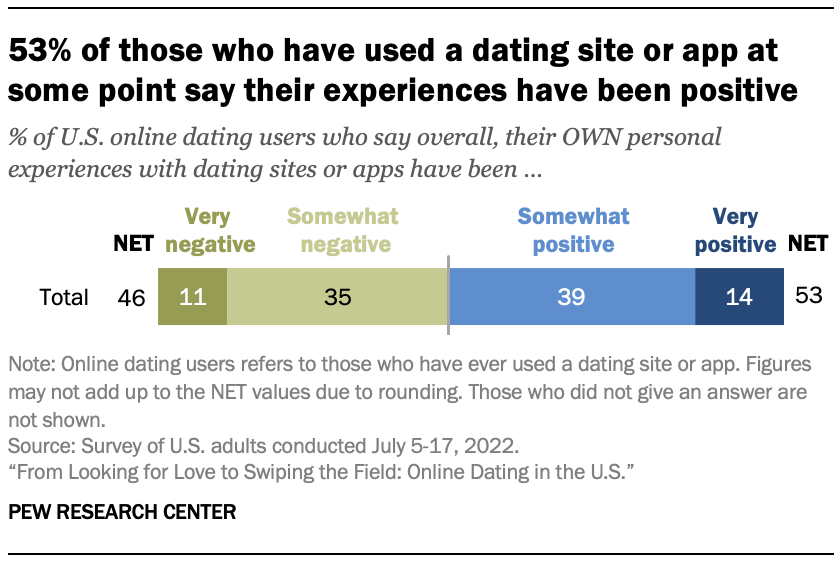 53% of those who have used a dating site or app at
some point say their experiences have been positive
% of U.S. online dating users who say overall, their OWN personal
experiences with dating sites or apps have been ...
NET Very negative Somewhat negative Somewhat positive Very positive NET
Total 46 11 35 39 14 53
Note: Online dating users refers to those who have ever used a dating site or app. Figures
may not add up to the NET values due to rounding. Those who did not give an answer are
not shown.
Source: Survey of U.S. adults conducted July 5-17, 2022.
“From Looking for Love to Swiping the Field: Online Dating in the U.S.”
PEW RESEARCH CENTER